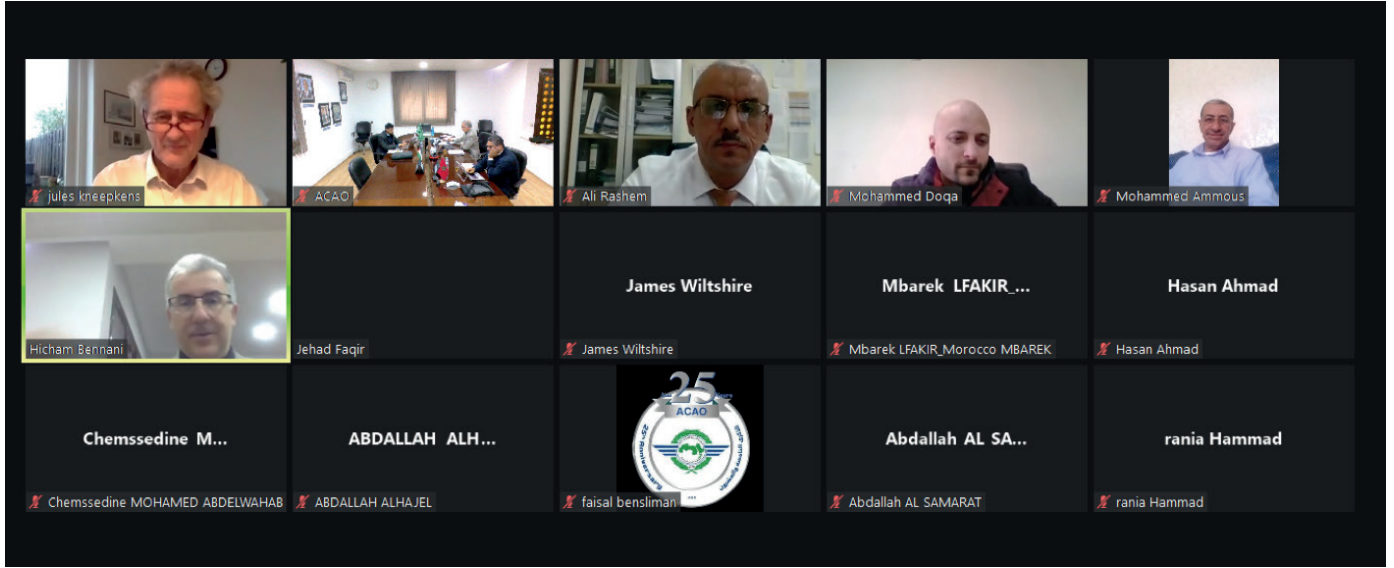 jules kneepkens
ACAO
Ali Rashem
Mohammed Doqa
Mohammed Ammous
Hicham Bennani
Jehad Faqir
James Wiltshire
James Wiltshire
Mbarek LFAKIR_...
Mbarek LFAKIR_Morocco MBAREK
Hasan Ahmad
Hasan Ahmad
Chemssedine M...
Chemssedine MOHAMED ABDELWAHAB
ABDALLAH ALH...
ABDALLAH ALHAJEL
25
ACAO
25th Anniversary
faisal bensliman
Abdallah AL SA...
Abdallah AL SAMARAT
rania Hammad
rania Hammad